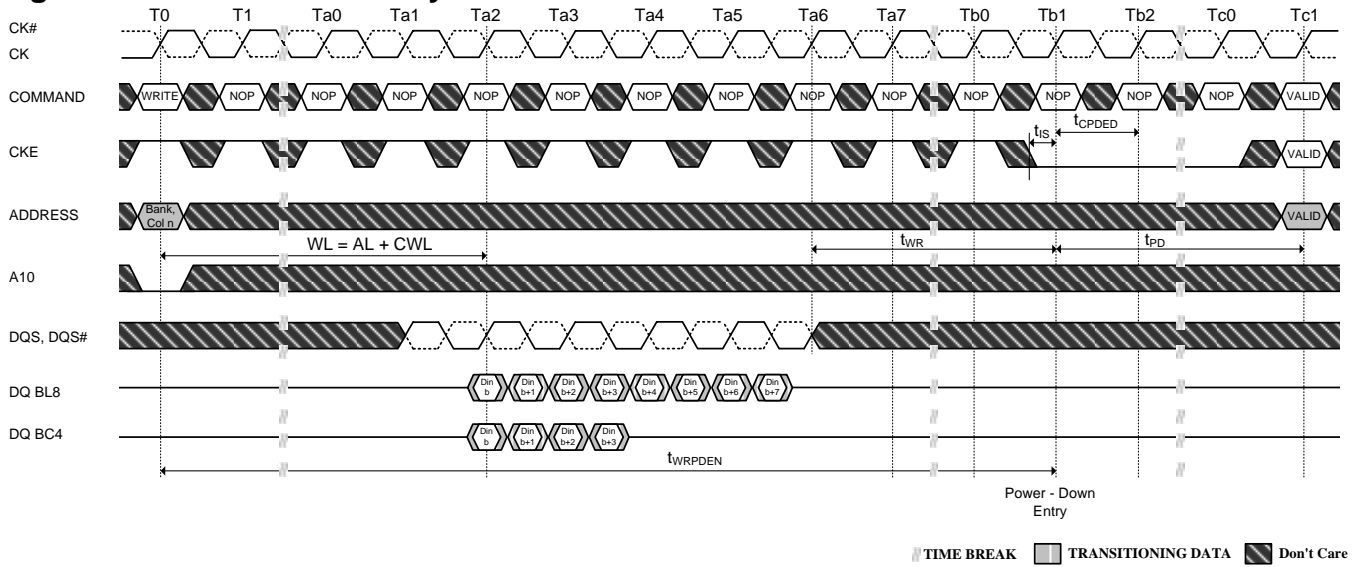 T0 T1 Ta0 Ta1 Ta2 Ta3 Ta4 Ta5 Ta6 Ta7 Tb0 Tb1 Tb2 Tc0 Tc1
CK#
CK
COMMAND WRITE NOP NOP NOP NOP NOP NOP NOP NOP NOP NOP NOP NOP NOP VALID
tIS tCPDED
CKE VALID
ADDRESS Bank, Col n VALID
WL = AL + CWL tWR tPD
A10
DQS, DQS#
DQ BL8 Din b Din b+1 Din b+2 Din b+3 Din b+4 Din b+5 Din b+6 Din b+7
DQ BC4 Din b Din b+1 Din b+2 Din b+3
tWRPDEN
Power - Down
Entry
TIME BREAK TRANSITIONING DATA Don't Care